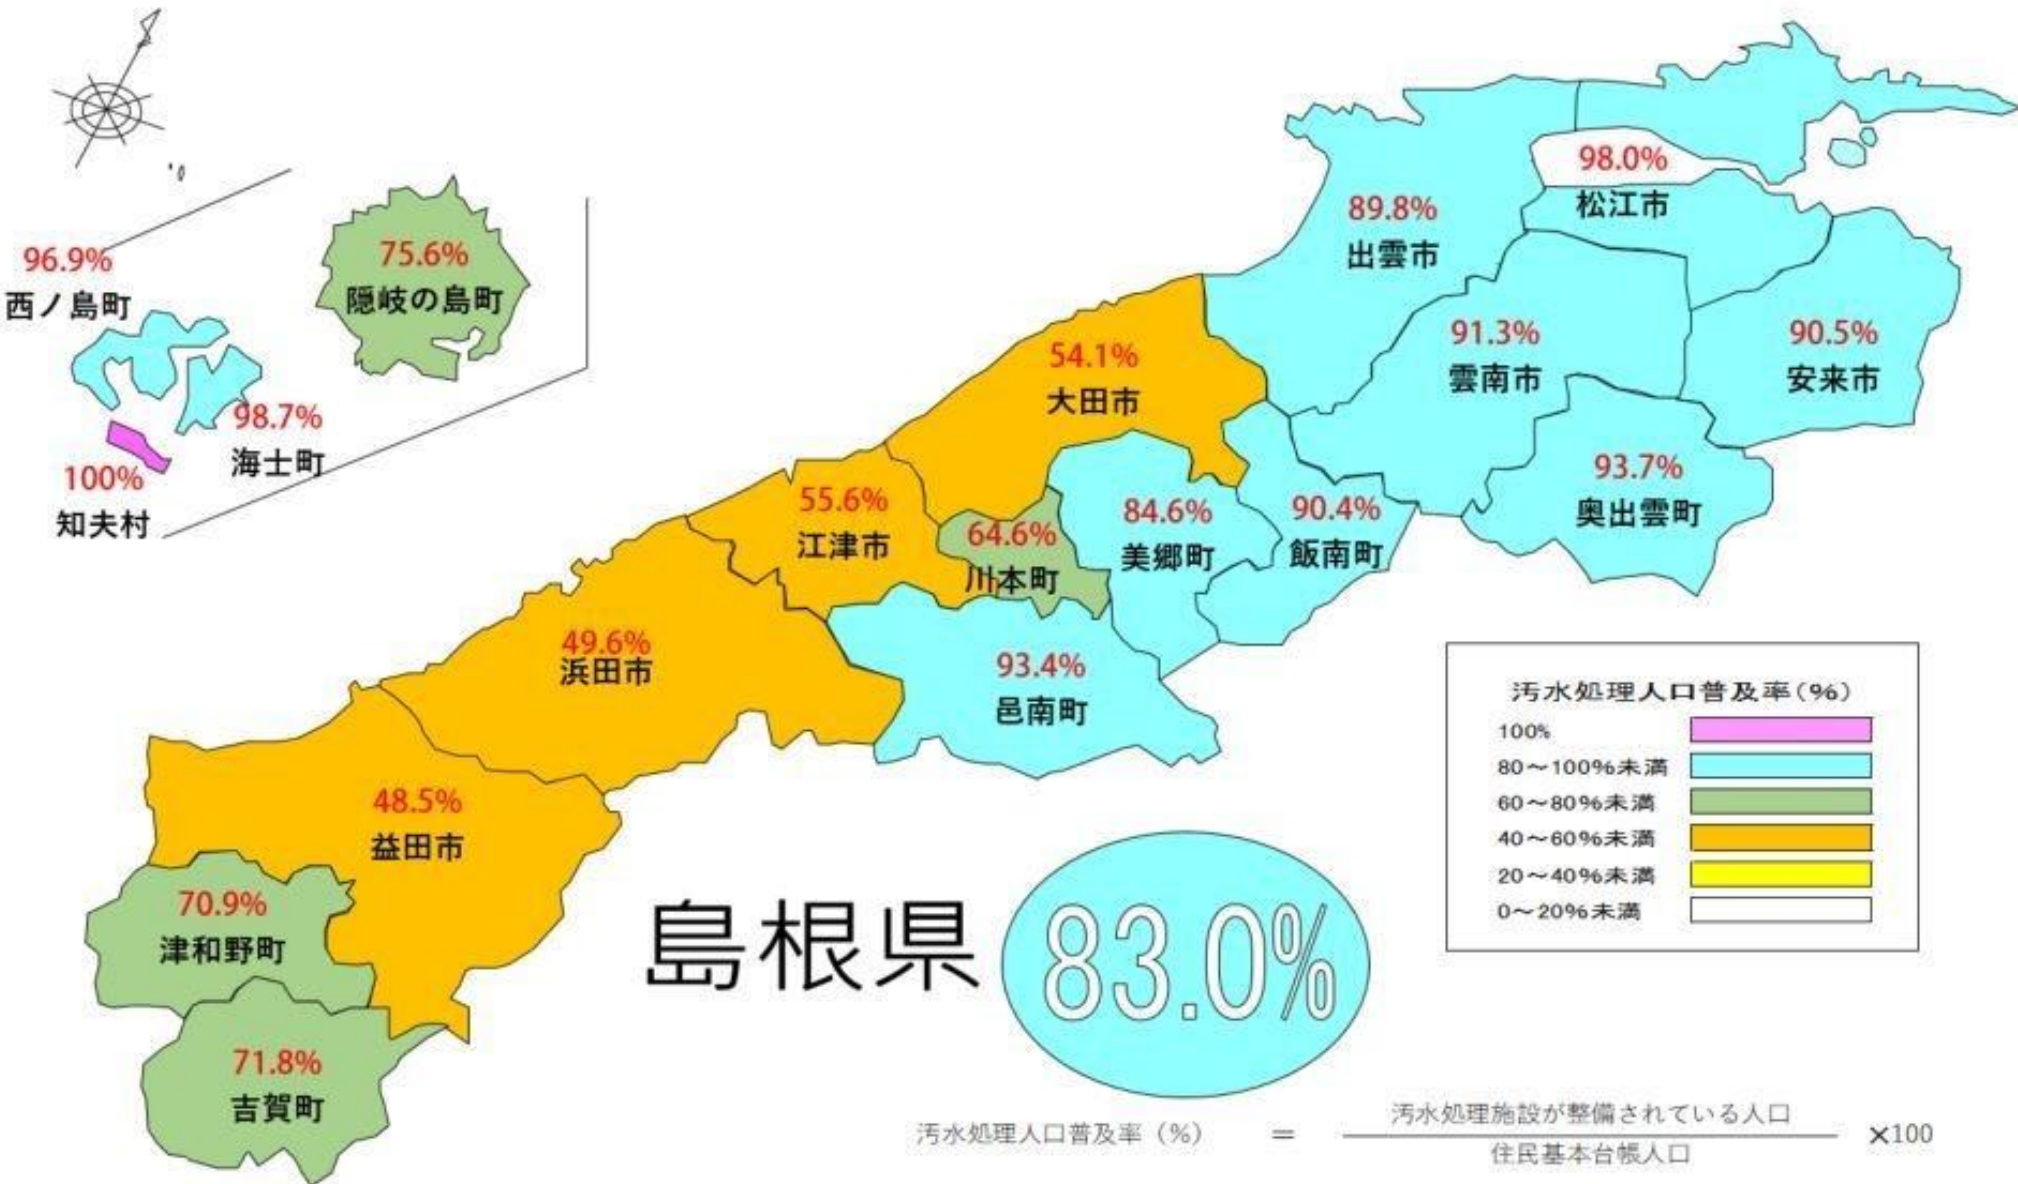 98.0%
松江市
89.8%
出雲市
96.9%
西ノ島町
75.6%
隠岐の島町
91.3%
雲南市
90.5%
安来市
54.1%
大田市
98.7%
海士町
100%
知夫村
93.7%
奥出雲町
55.6%
江津市
64.6%
川本町
84.6%
美郷町
90.4%
飯南町
49.6%
浜田市
93.4%
邑南町
48.5%
益田市
70.9%
津和野町
71.8%
吉賀町
汚水処理人口普及率(%)
100%
80～100%未満
60～80%未満
40～60%未満
20～40%未満
0～20%未満
島根県 83.0%
汚水処理人口普及率（%） ＝ 汚水処理施設が整備されている人口
住民基本台帳人口
×100